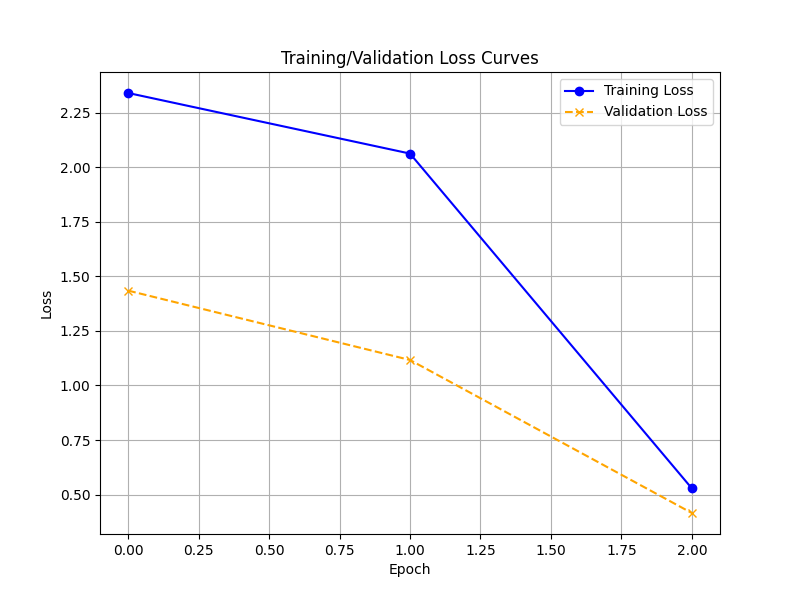 Training/Validation Loss Curves
Training Loss
Validation Loss
2.25
2.00
1.75
1.50
1.25
1.00
0.75
0.50
Loss
0.00 0.25 0.50 0.75 1.00 1.25 1.50 1.75 2.00
Epoch